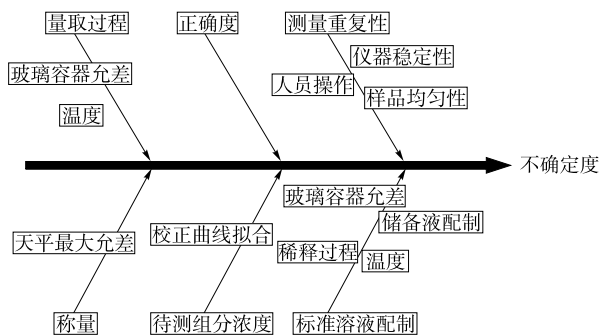 量取过程
正确度
测量重复性
仪器稳定性
玻璃容器允差
人员操作
样品均匀性
温度
不确定度
玻璃容器允差
储备液配制
天平最大允差
校正曲线拟合
稀释过程
温度
称量
待测组分浓度
标准溶液配制